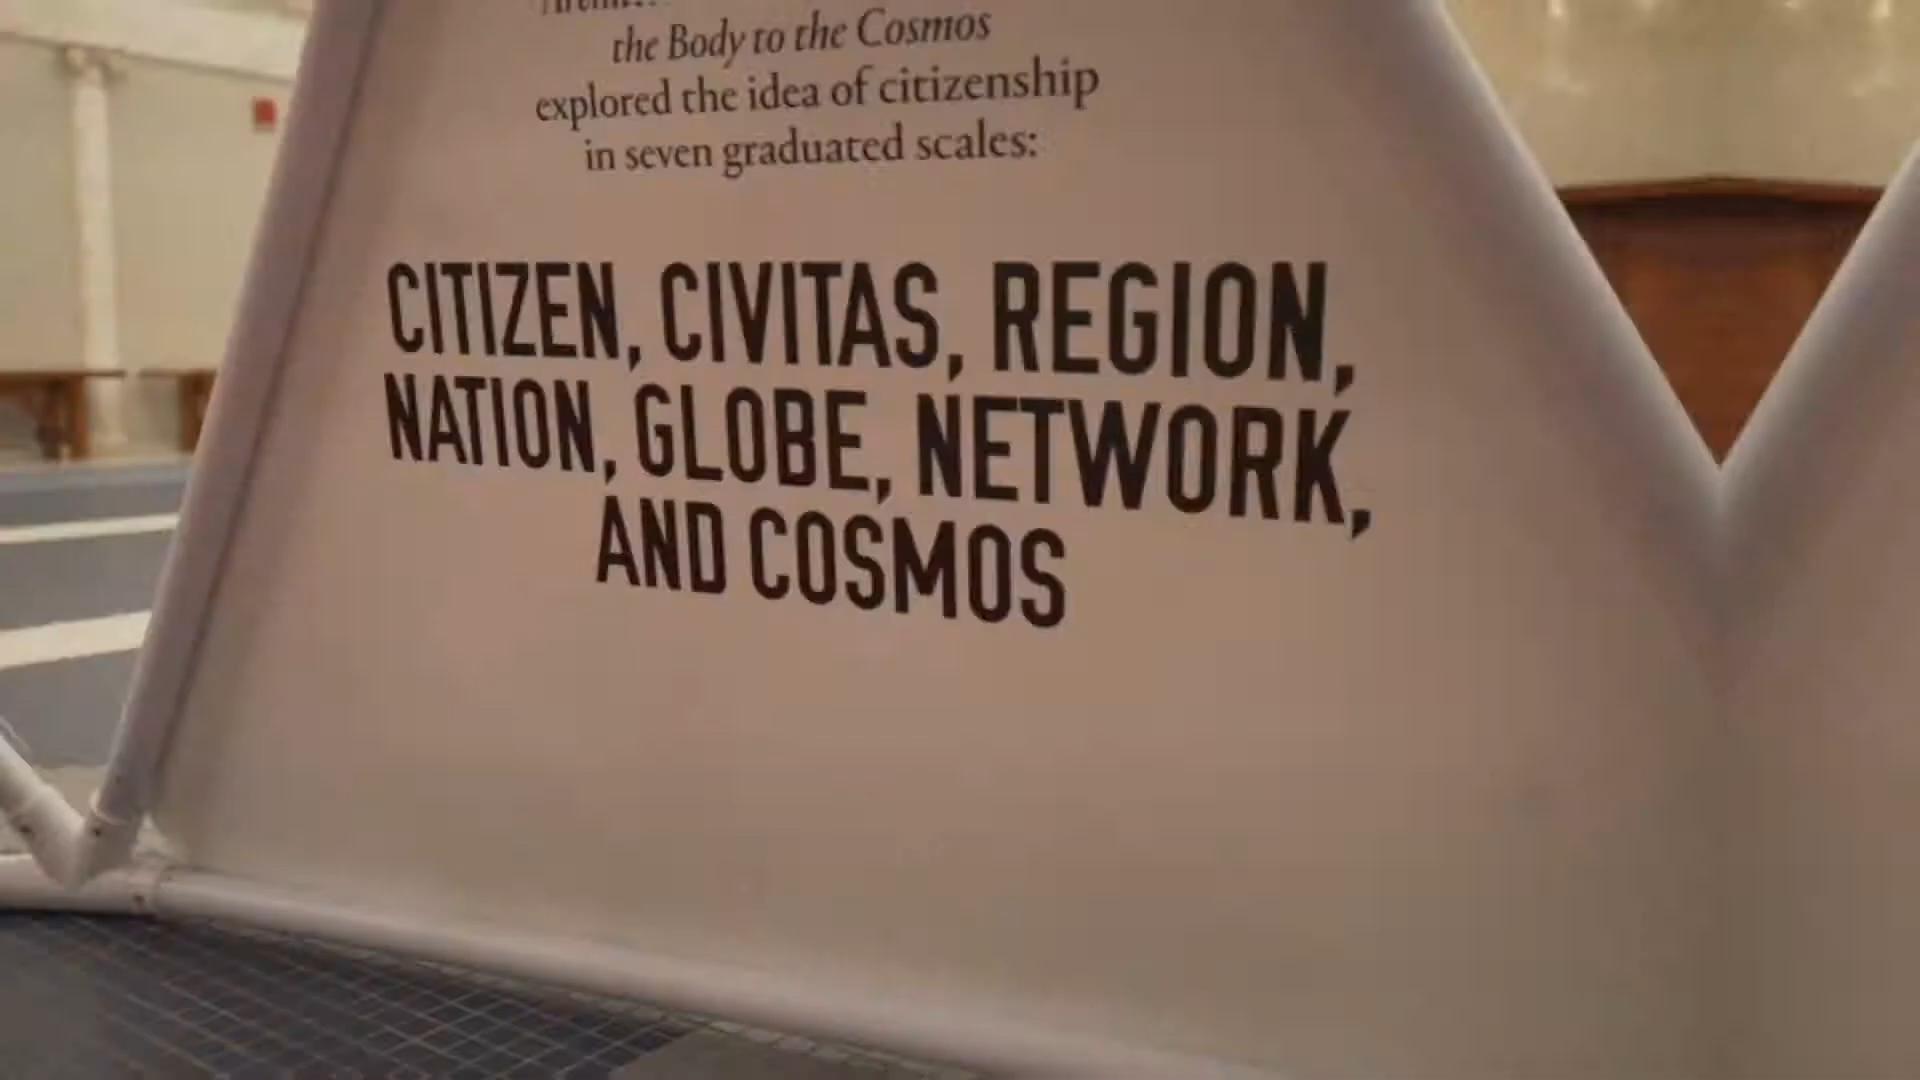 the Body to the Cosmos
explored the idea of citizenship
in seven graduated scales:
CITIZEN, CIVITAS, REGION,
NATION, GLOBE, NETWORK,
AND COSMOS